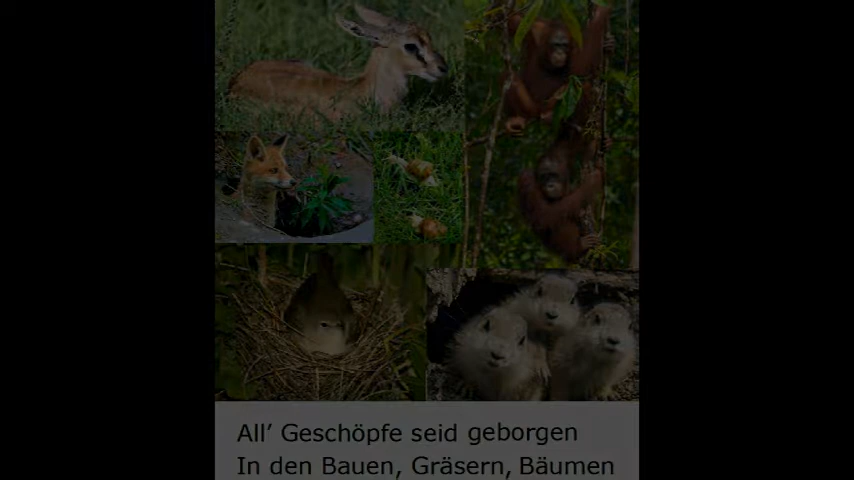 All’ Geschöpfe seid geborgen
In den Bauen, Gräsern, Bäumen